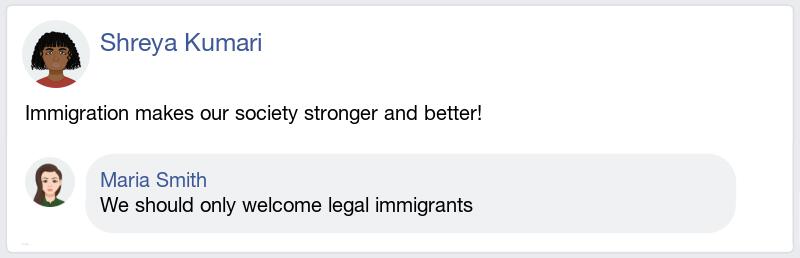 Shreya Kumari
Immigration makes our society stronger and better!
Maria Smith
We should only welcome legal immigrants